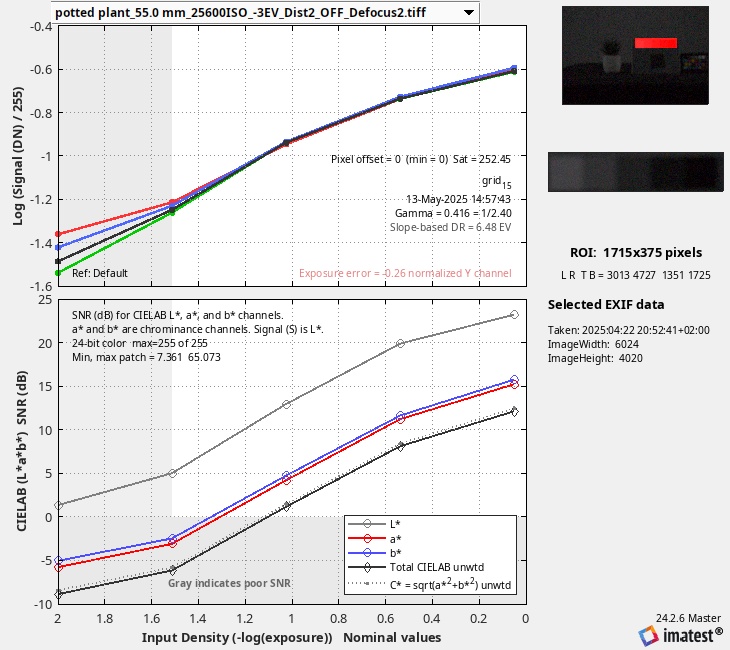 potted plant_55.0 mm_25600ISO_-3EV_Dist2_OFF_Defocus2.tiff
-0.4
-0.6
-0.8
-1
-1.2
-1.4
-1.6
Log (Signal (DN) / 255)
Pixel offset = 0 (min = 0) Sat = 252.45
grid15
13-May-2025 14:57:43
Gamma = 0.416 = 1/2.40
Slope-based DR = 6.48 EV
Ref: Default
Exposure error = -0.26 normalized Y channel
ROI: 1715x375 pixels
L R T B = 3013 4727 1351 1725
Selected EXIF data
Taken: 2025:04:22 20:52:41+02:00
ImageWidth: 6024
ImageHeight: 4020
25
20
15
10
5
0
-5
-10
CIELAB (L*a*b*) SNR (dB)
SNR (dB) for CIELAB L*, a*, and b* channels.
a* and b* are chrominance channels. Signal (S) is L*.
24-bit color max=255 of 255
Min, max patch = 7.361 65.073
L*
a*
b*
Total CIELAB unwtd
C* = sqrt(a*2+b*2) unwtd
Gray indicates poor SNR
2 1.8 1.6 1.4 1.2 1 0.8 0.6 0.4 0.2 0
Input Density (-log(exposure)) Nominal values
24.2.6 Master
imatest®